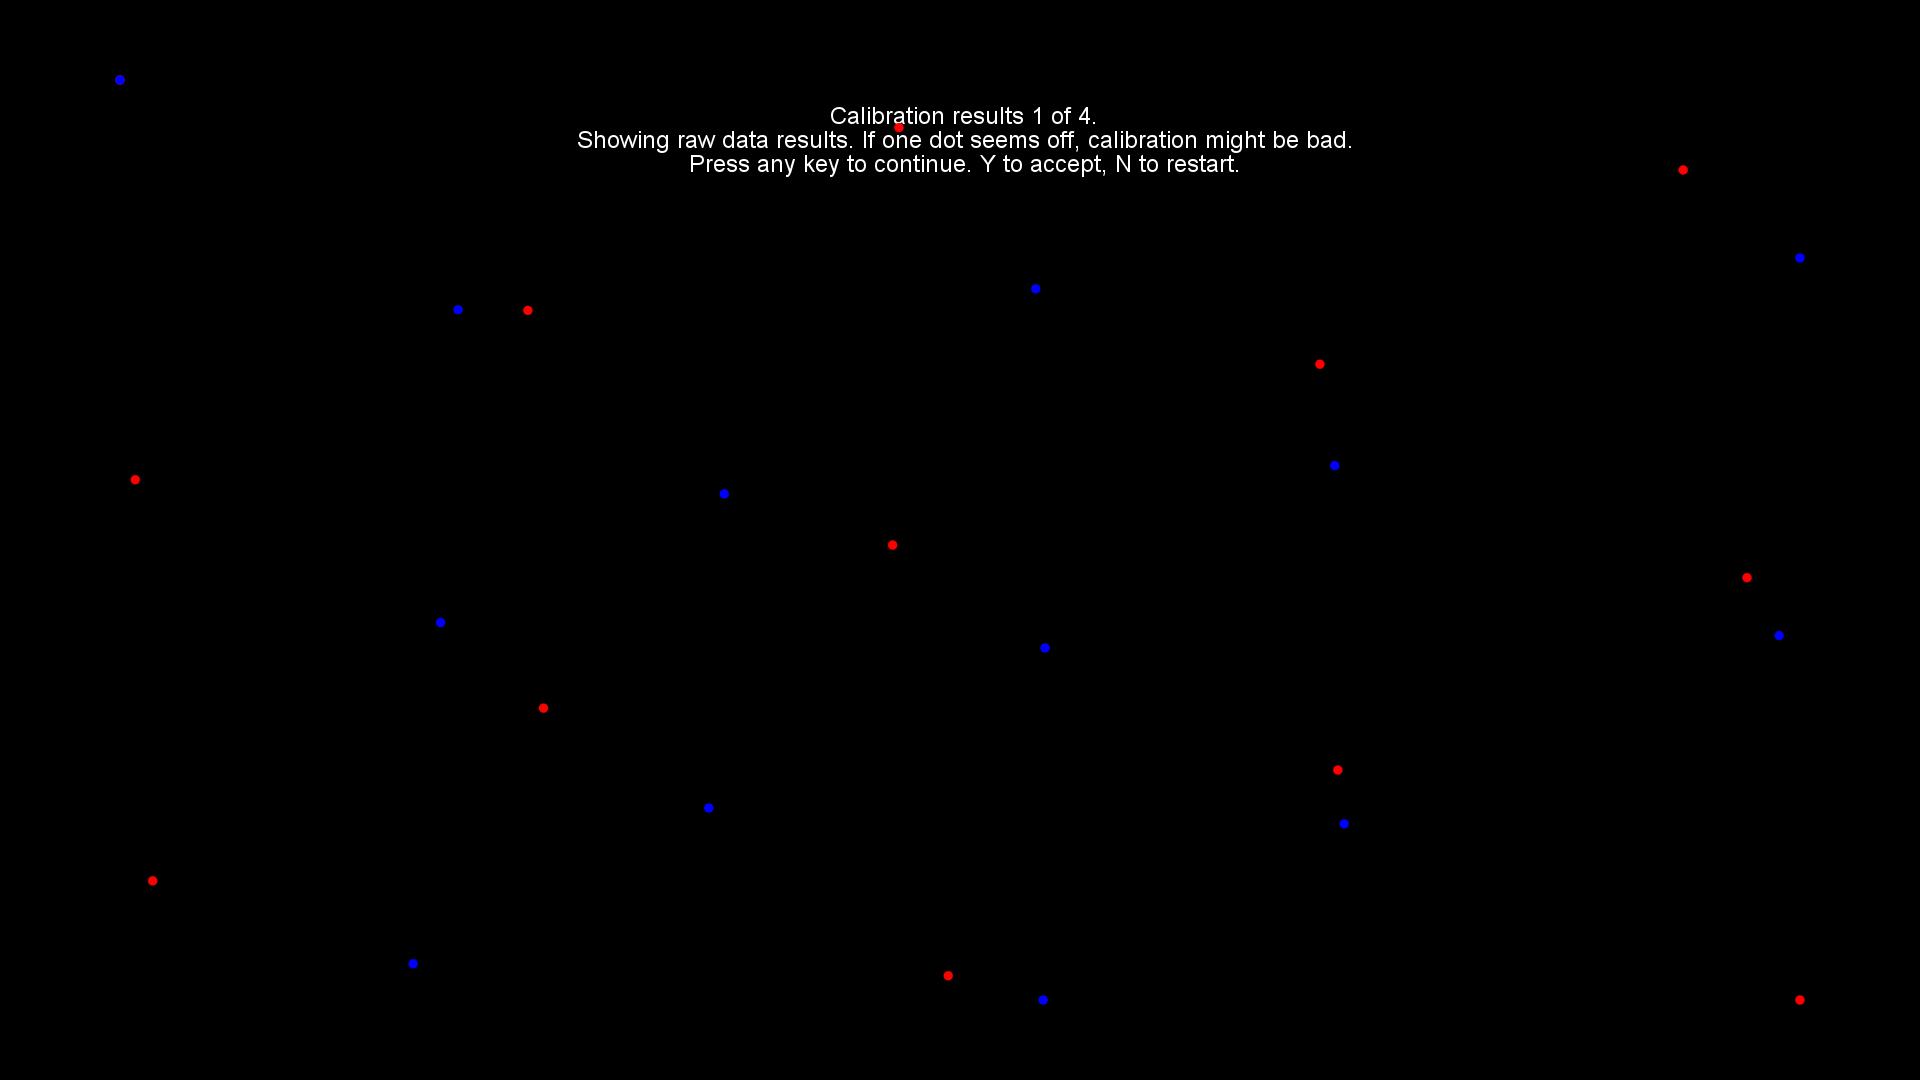 Calibration results 1 of 4.
Showing raw data results. If one dot seems off, calibration might be bad.
Press any key to continue. Y to accept, N to restart.